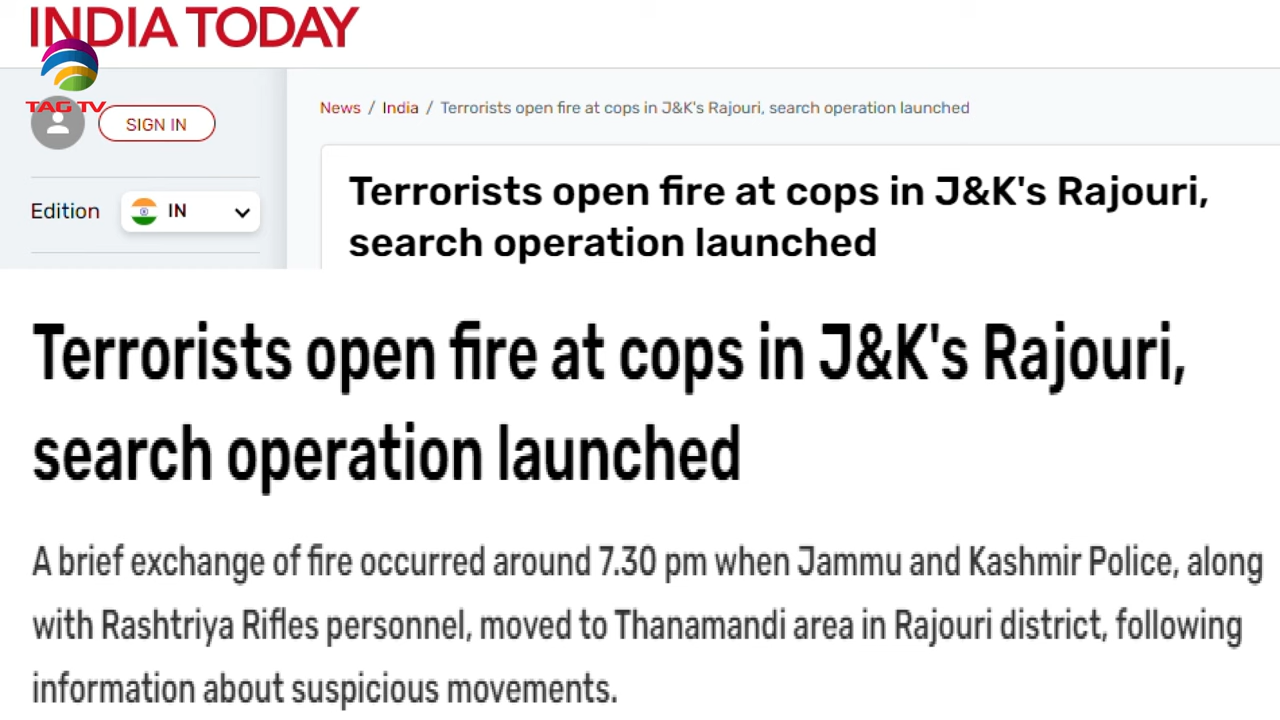 INDIA TODAY
TAG TV
SIGN IN
Edition
IN
News / India / Terrorists open fire at cops in J&K's Rajouri, search operation launched
Terrorists open fire at cops in J&K's Rajouri,
search operation launched
Terrorists open fire at cops in J&K's Rajouri,
search operation launched
A brief exchange of fire occurred around 7.30 pm when Jammu and Kashmir Police, along
with Rashtriya Rifles personnel, moved to Thanamandi area in Rajouri district, following
information about suspicious movements.